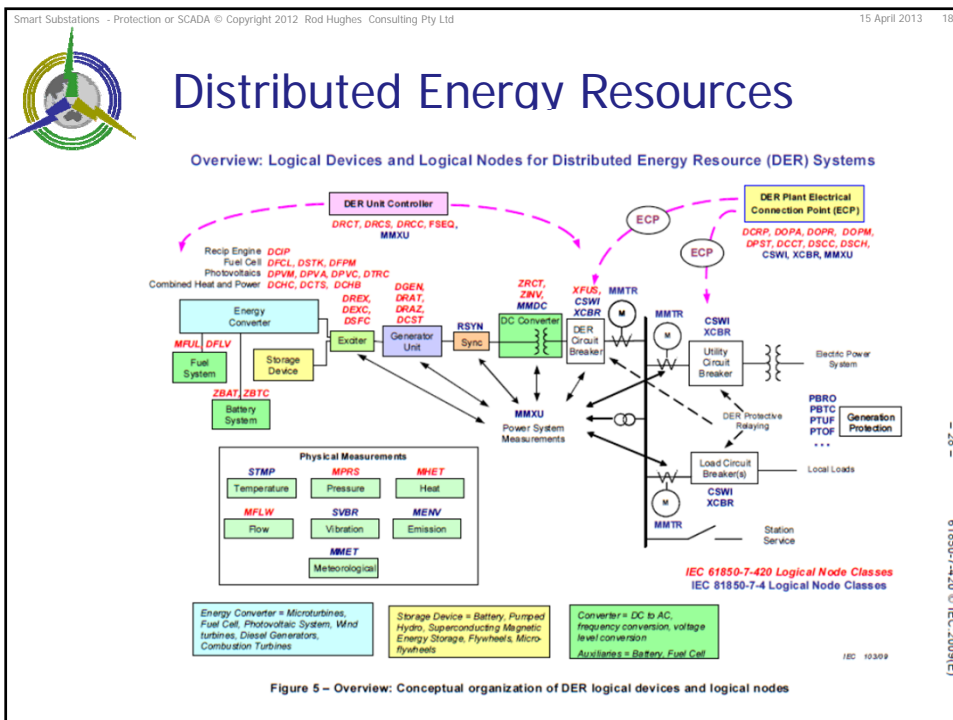 Smart Substations - Protection or SCADA © Copyright 2012 Rod Hughes Consulting Pty Ltd
15 April 2013 18
Distributed Energy Resources
Overview: Logical Devices and Logical Nodes for Distributed Energy Resource (DER) Systems
DER Unit Controller
DRCT, DRCS, DRCC, FSEQ,
MMXU
DER Plant Electrical
Connection Point (ECP)
DCRP, DOPA, DOPR, DOPM,
DPST, DCCT, DSCC, DSCH,
CSWI, XCBR, MMXU
ECP
ECP
Recip Engine DCIP
Fuel Cell DFCL, DSTK, DFPM
Photovoltaics DPVM, DPVA, DPVC, DTRC
Combined Heat and Power DCHC, DCTS, DCHB
Energy
Converter
DREX,
DEXC,
DSFC
Exciter
DGEN,
DRAT,
DRAZ,
DCST
Generator
Unit
RSYN
Sync
ZRCT,
ZINV,
MMDC
DC Converter
XFUS,
CSWI
XCBR
DER
Circuit
Breaker
MMTR
M
MMTR
M
CSWI
XCBR
Utility
Circuit
Breaker
Electric Power
System
MFUL, DFLV
Fuel
System
Storage
Device
ZBAT, ZBTC
Battery
System
MMXU
Power System
Measurements
DER Protective
Relaying
PBRO
PBTC
PTUF
PTOF
...
Generation
Protection
Load Circuit
Breaker(s)
CSWI
XCBR
Local Loads
M
MMTR
Station
Service
Physical Measurements
STMP
Temperature
MPRS
Pressure
MHET
Heat
MFLW
Flow
SVBR
Vibration
MENV
Emission
MMET
Meteorological
IEC 61850-7-420 Logical Node Classes
IEC 81850-7-4 Logical Node Classes
Energy Converter = Microturbines,
Fuel Cell, Photovoltaic System, Wind
turbines, Diesel Generators,
Combustion Turbines
Storage Device = Battery, Pumped
Hydro, Superconducting Magnetic
Energy Storage, Flywheels, Micro-
flywheels
Converter = DC to AC,
frequency conversion, voltage
level conversion
Auxiliaries = Battery, Fuel Cell
IEC 103/09
Figure 5 – Overview: Conceptual organization of DER logical devices and logical nodes
61850-7-420 © IEC:2009(E)